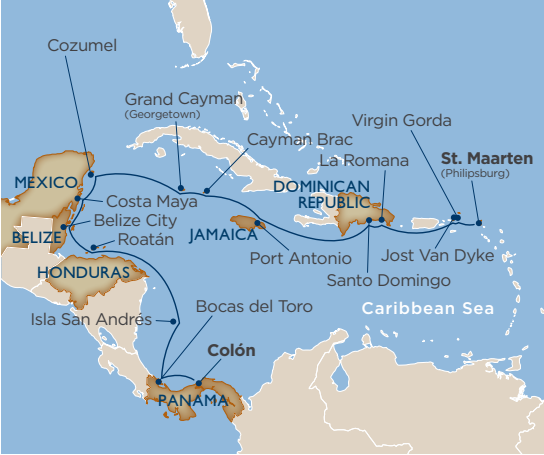 Cozumel
Grand Cayman
(Georgetown)
Virgin Gorda
Cayman Brac
La Romana
St. Maarten
(Philipsburg)
MEXICO
DOMINICAN
REPUBLIC
Costa Maya
Belize City
BELIZE
JAMAICA
Roatán
Port Antonio
Jost Van Dyke
HONDURAS
Santo Domingo
Caribbean Sea
Bocas del Toro
Isla San Andrés
Colón
PANAMA